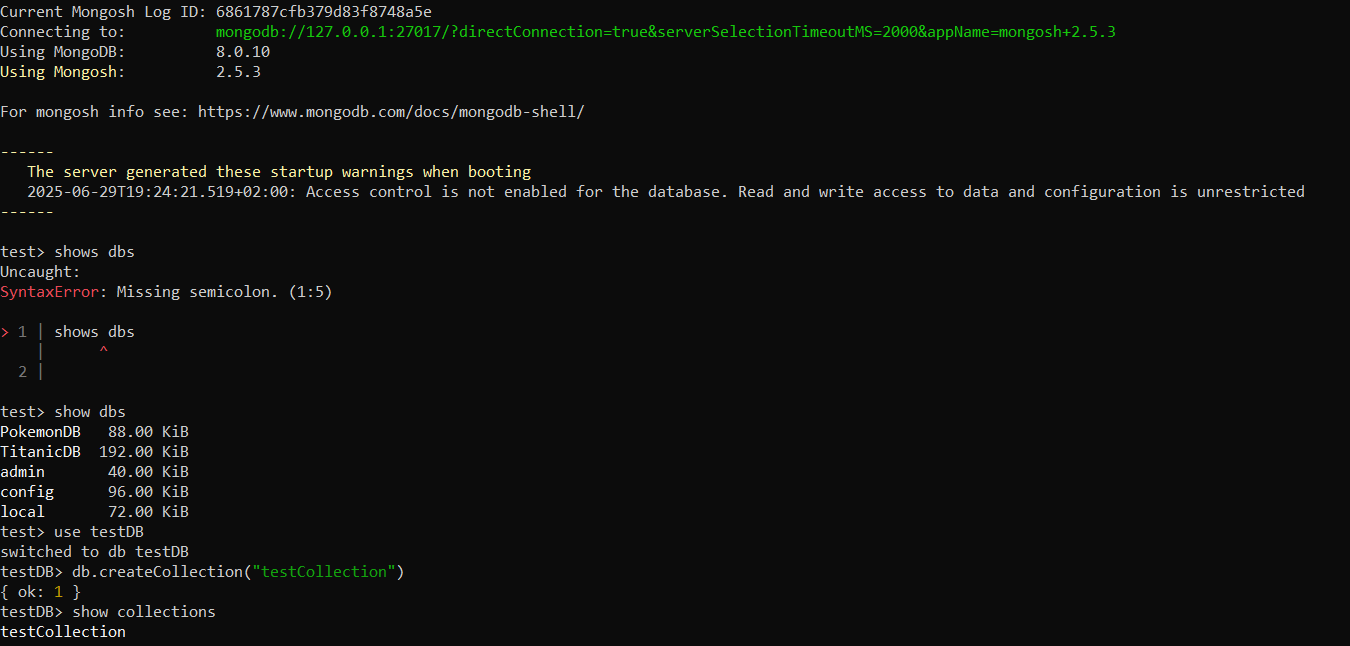 Current Mongosh Log ID: 6861787cfb379d83f8748a5e
Connecting to:          mongodb://127.0.0.1:27017/?directConnection=true&serverSelectionTimeoutMS=2000&appName=mongosh+2.5.3
Using MongoDB:          8.0.10
Using Mongosh:          2.5.3

For mongosh info see: https://www.mongodb.com/docs/mongodb-shell/

------
   The server generated these startup warnings when booting
   2025-06-29T19:24:21.519+02:00: Access control is not enabled for the database. Read and write access to data and configuration is unrestricted
------

test> shows dbs
Uncaught:
SyntaxError: Missing semicolon. (1:5)

> 1 | shows dbs
    |      ^
  2 |

test> show dbs
PokemonDB   88.00 KiB
TitanicDB  192.00 KiB
admin       40.00 KiB
config      96.00 KiB
local       72.00 KiB
test> use testDB
switched to db testDB
testDB> db.createCollection("testCollection")
{ ok: 1 }
testDB> show collections
testCollection